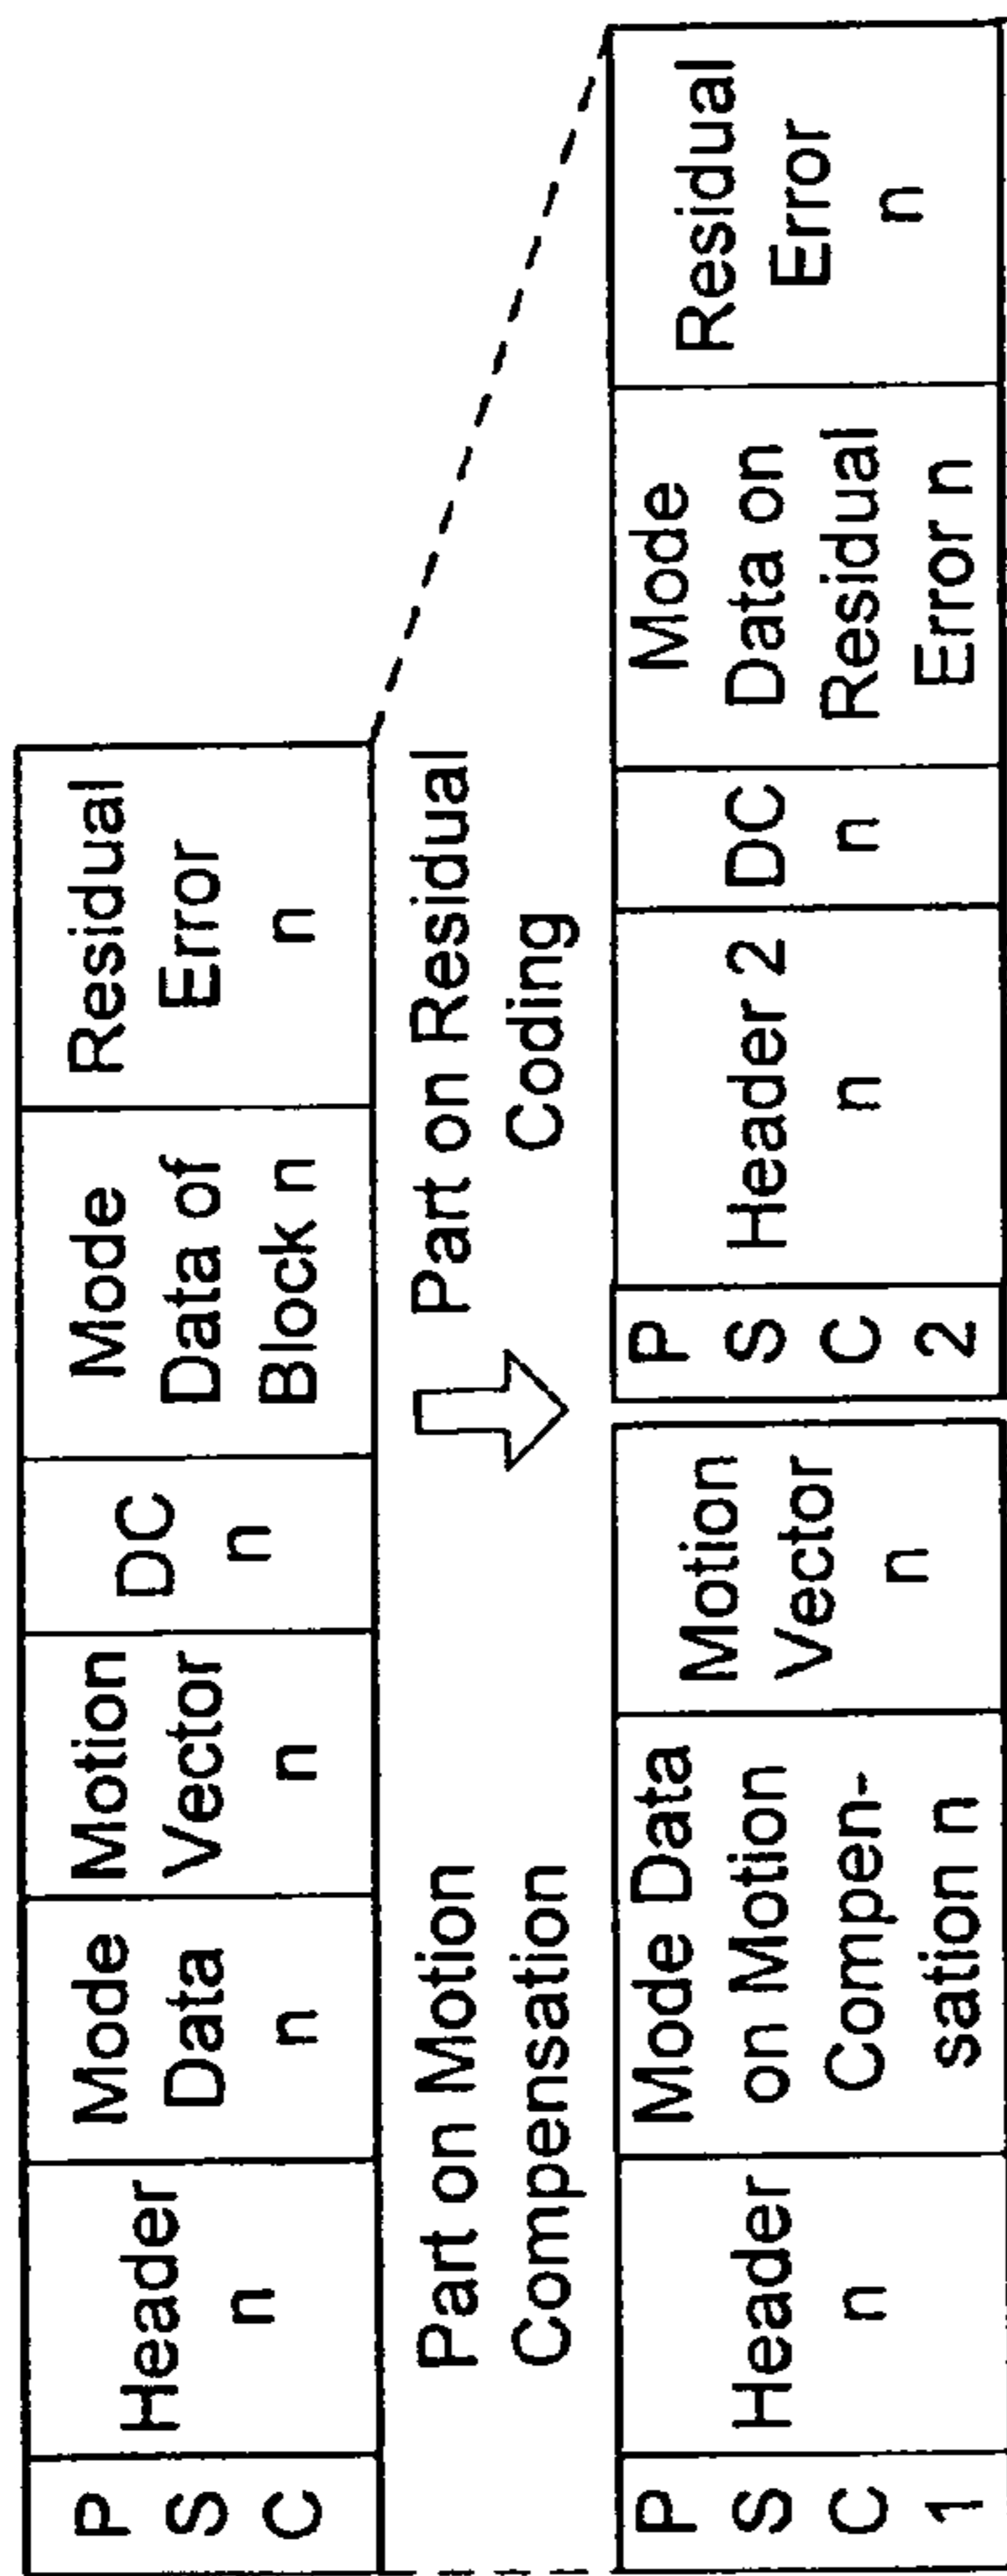 P
S
C
Header
n
Mode
Data
n
Motion
Vector
n
DC
n
Mode
Data of
Block n
Residual
Error
n
Part on Motion
Compensation
Part on Residual
Coding
P
S
C
1
Header
n
Mode Data
on Motion
Compen-
sation n
Motion
Vector
n
P
S
C
2
Header 2
n
DC
n
Mode
Data on
Residual
Error n
Residual
Error
n